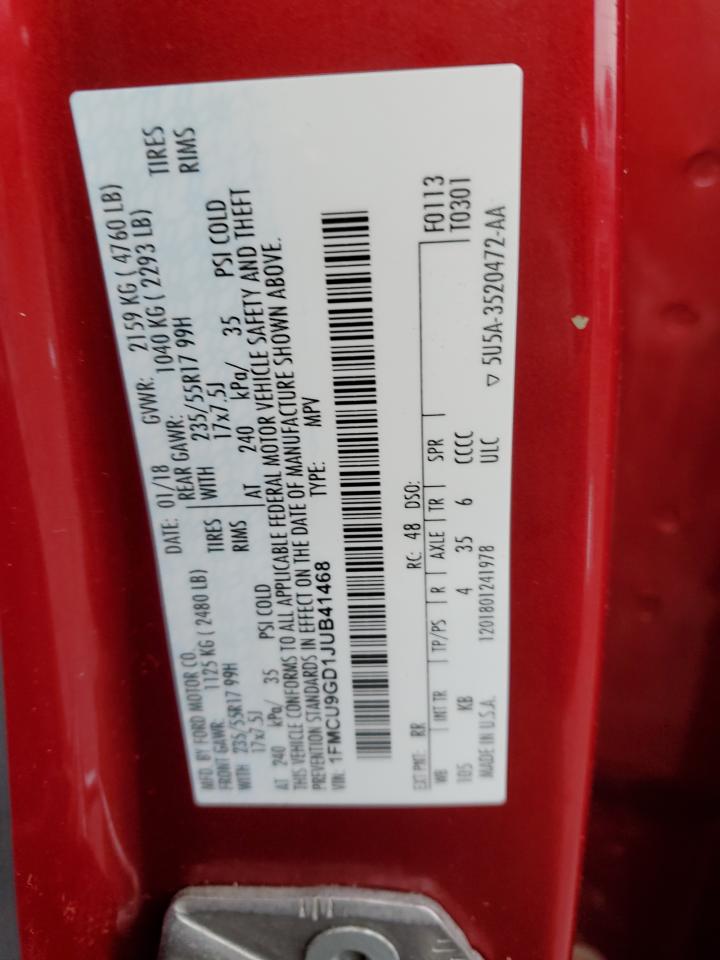 MFD. BY FORD MOTOR CO.
DATE: 01/18 GVWR: 2159 KG ( 4760 LB)
FRONT GAWR: 1125 KG ( 2480 LB) REAR GAWR: 1040 KG ( 2293 LB)
WITH 235/55R17 99H TIRES WITH 235/55R17 99H TIRES
17x7.5J RIMS 17x7.5J RIMS
AT 240 kPa/ 35 PSI COLD AT 240 kPa/ 35 PSI COLD
THIS VEHICLE CONFORMS TO ALL APPLICABLE FEDERAL MOTOR VEHICLE SAFETY AND THEFT
PREVENTION STANDARDS IN EFFECT ON THE DATE OF MANUFACTURE SHOWN ABOVE.
VIN: 1FMCU9GD1JUB41468 TYPE: MPV
EXT PNT: RR RC: 48 DSO: F0113
WB INT TR TP/PS R AXLE TR SPR T0301
105 KB 4 35 6 CCCC
MADE IN U.S.A. 1201801241978 ULC ▽ 5U5A-3520472-AA